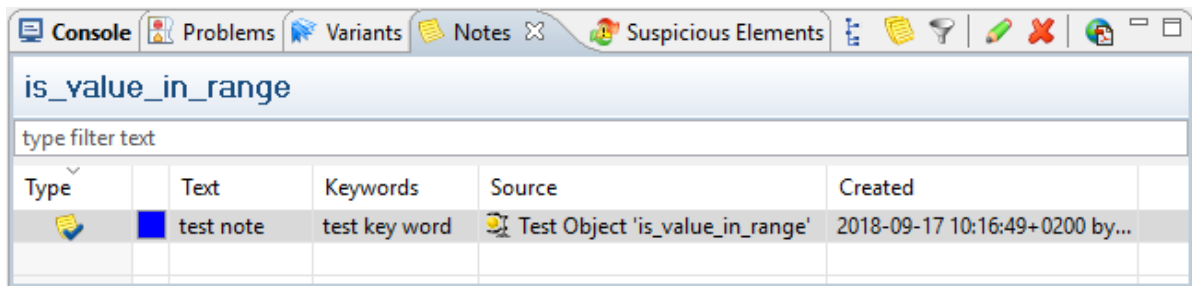 Console Problems Variants Notes Suspicious Elements
is_value_in_range
type filter text
Type Text Keywords Source Created
test note test key word Test Object 'is_value_in_range' 2018-09-17 10:16:49+0200 by...